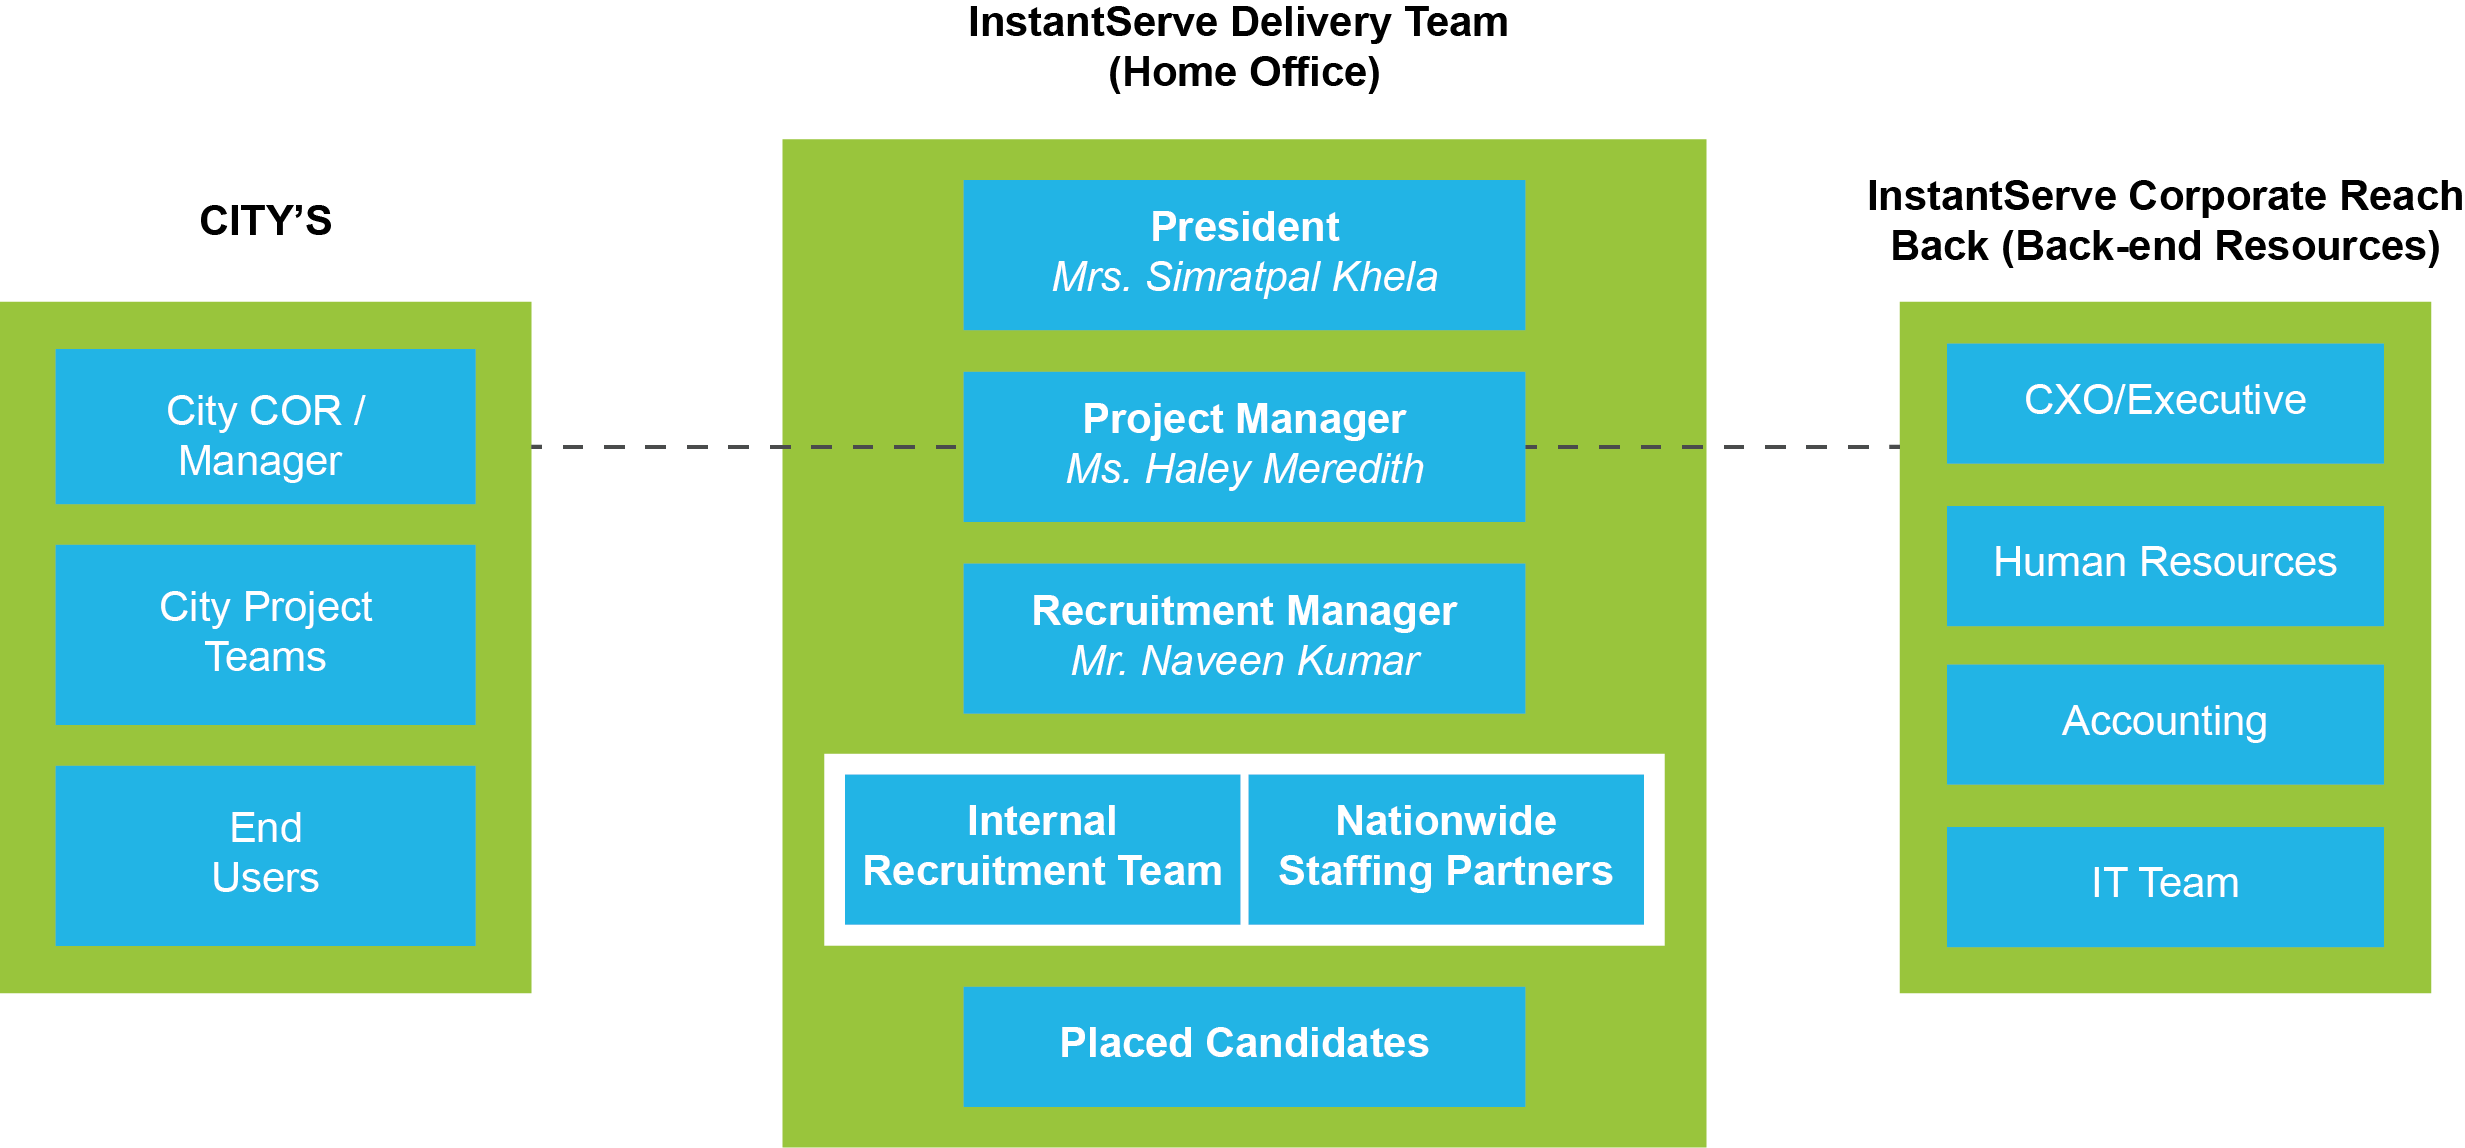 InstantServe Delivery Team
(Home Office)
CITY’S
City COR /
Manager
City Project
Teams
End
Users
President
Mrs. Simratpal Khela
Project Manager
Ms. Haley Meredith
Recruitment Manager
Mr. Naveen Kumar
Internal
Recruitment Team
Nationwide
Staffing Partners
Placed Candidates
InstantServe Corporate Reach
Back (Back-end Resources)
CXO/Executive
Human Resources
Accounting
IT Team